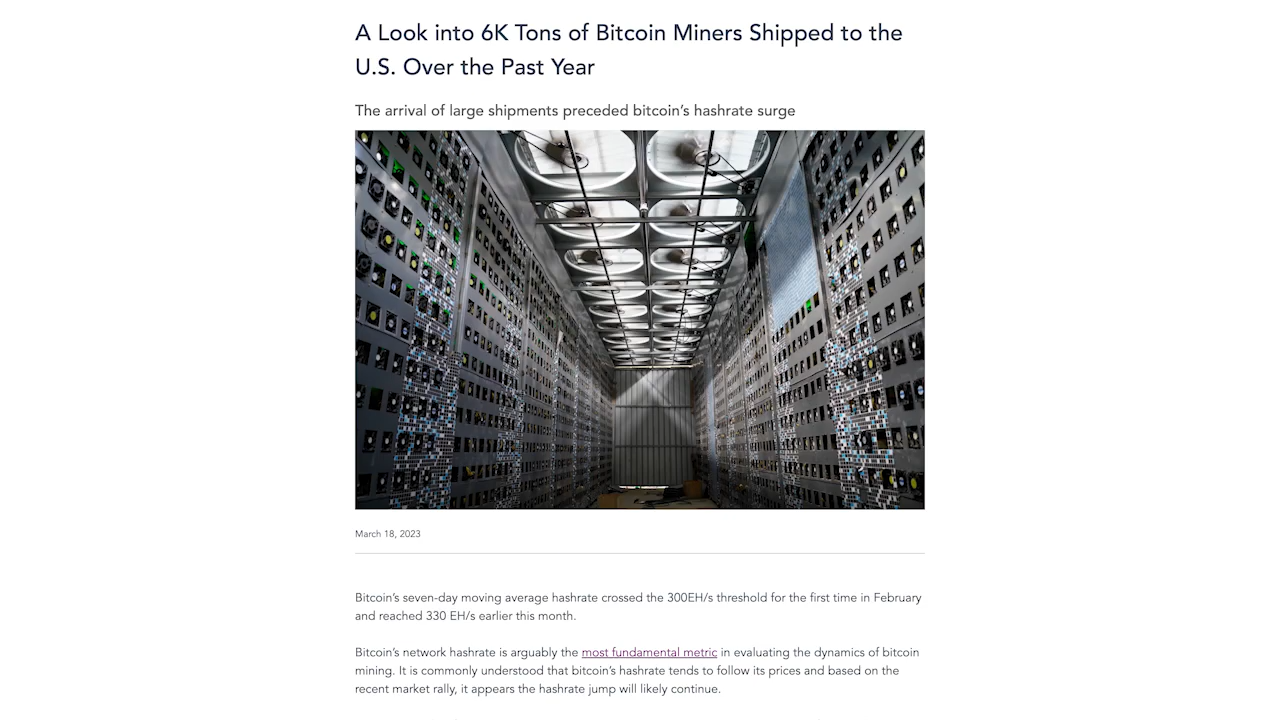 A Look into 6K Tons of Bitcoin Miners Shipped to the
U.S. Over the Past Year
The arrival of large shipments preceded bitcoin’s hashrate surge
March 18, 2023
Bitcoin’s seven-day moving average hashrate crossed the 300EH/s threshold for the first time in February
and reached 330 EH/s earlier this month.
Bitcoin’s network hashrate is arguably the most fundamental metric in evaluating the dynamics of bitcoin
mining. It is commonly understood that bitcoin’s hashrate tends to follow its prices and based on the
recent market rally, it appears the hashrate jump will likely continue.